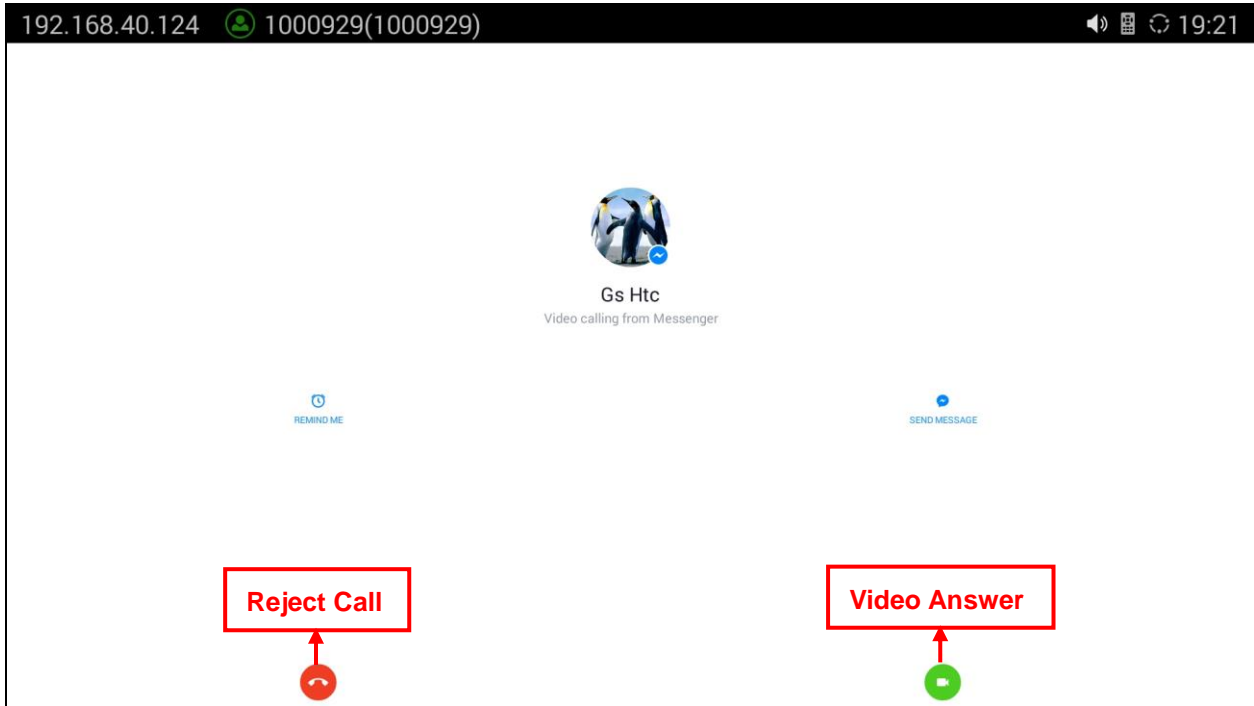 192.168.40.124 1000929(1000929) 19:21
Gs Htc
Video calling from Messenger
REMIND ME SEND MESSAGE
Reject Call Video Answer